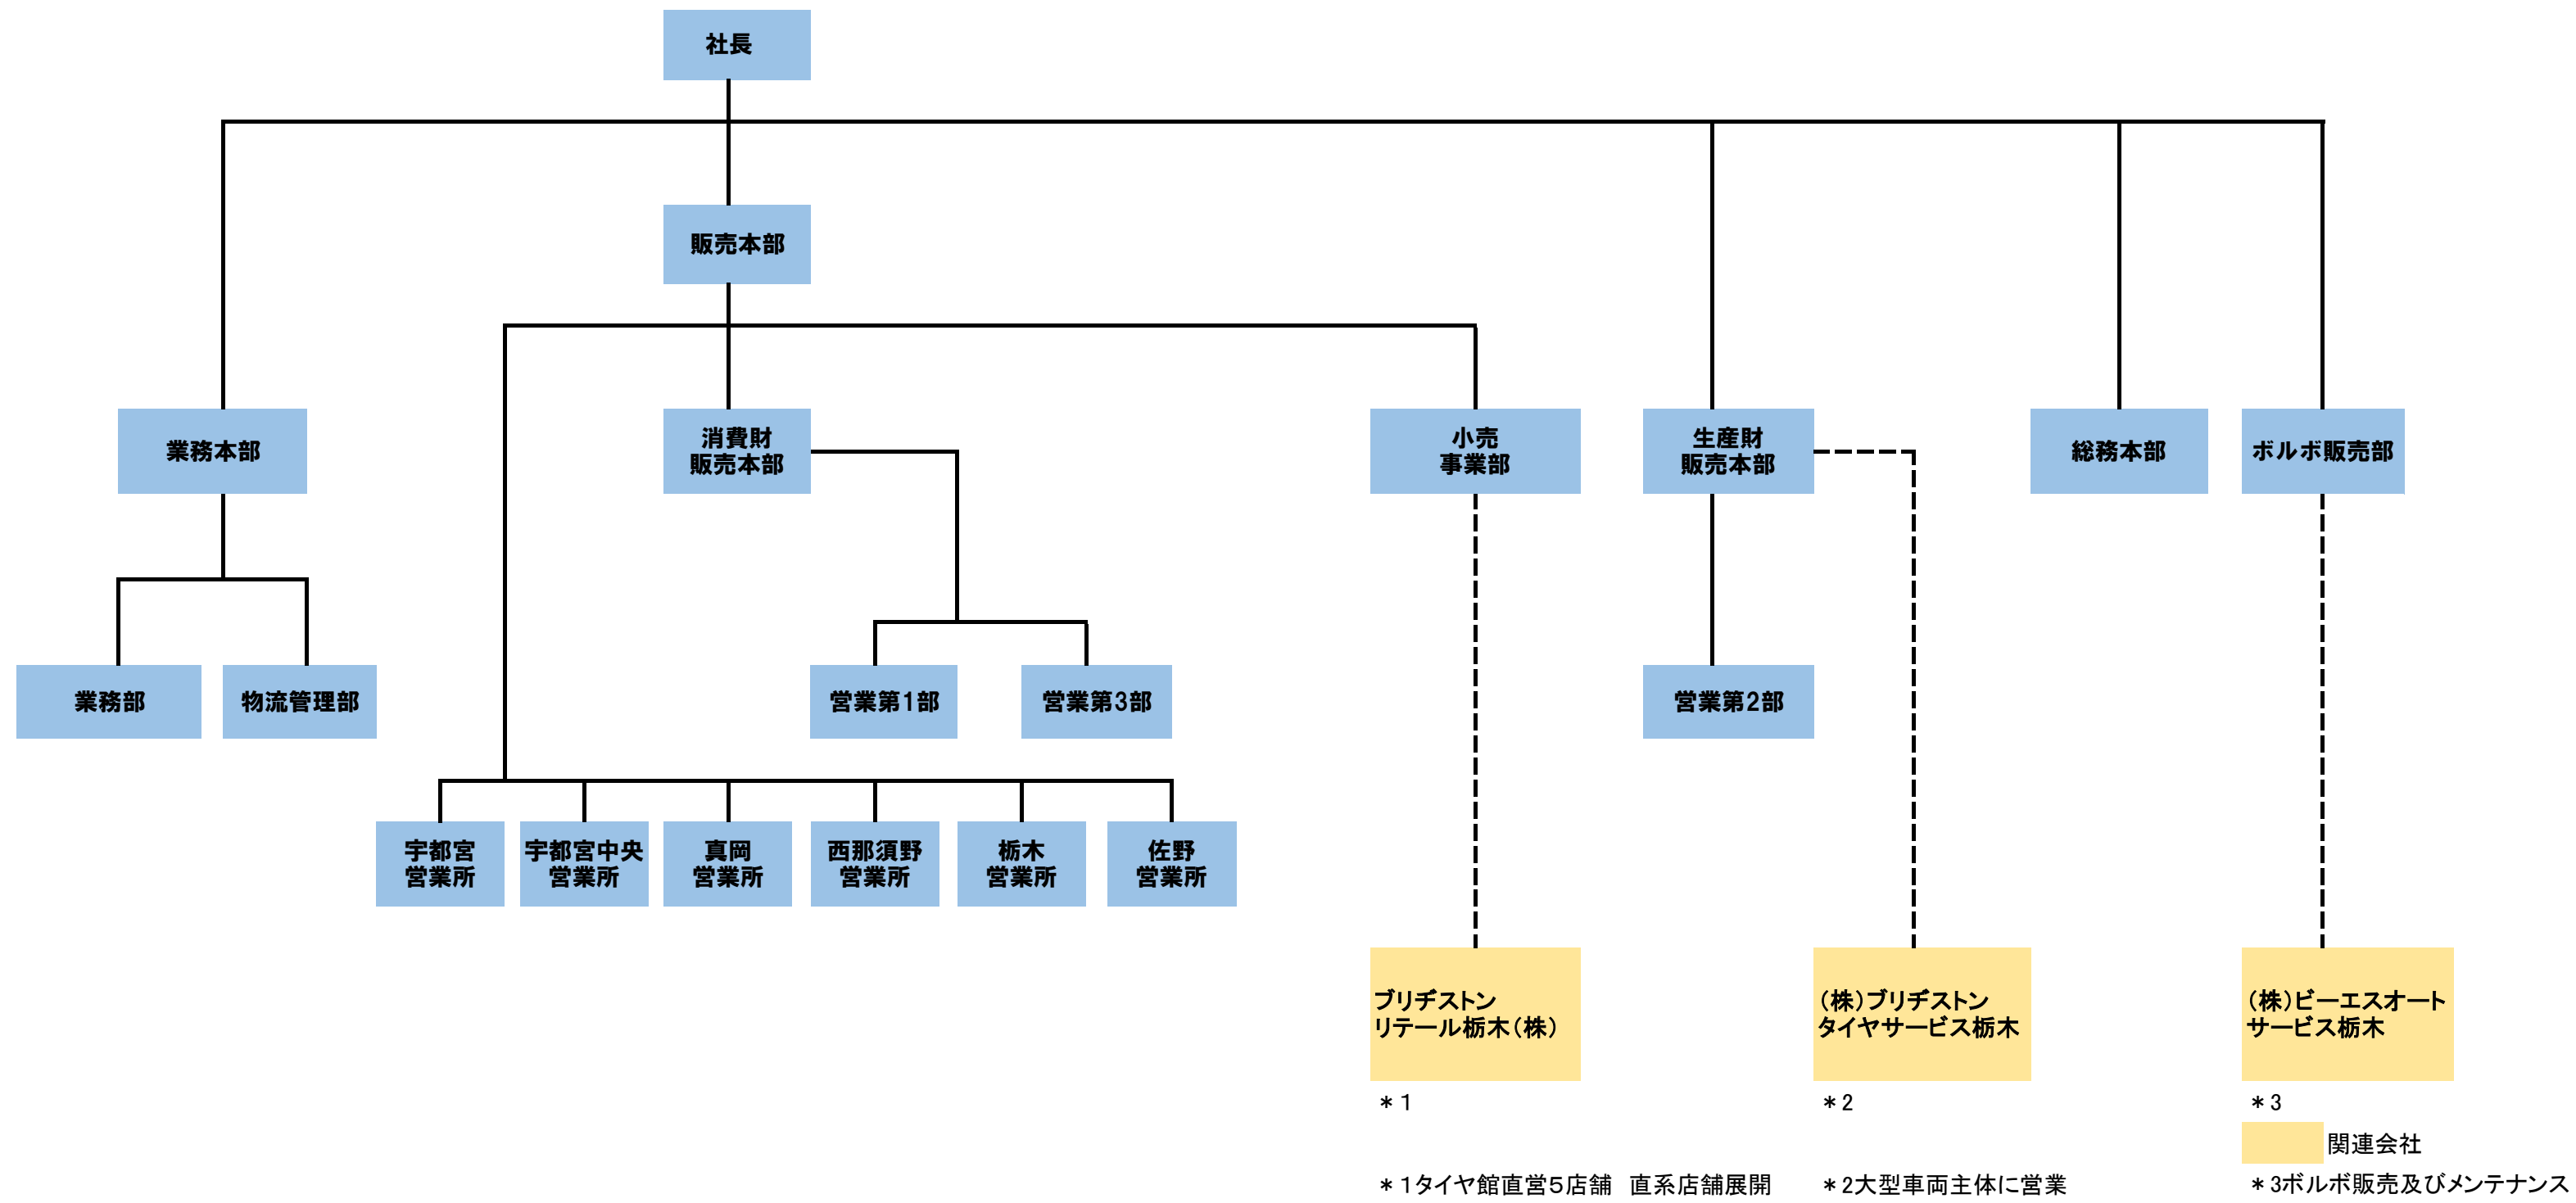 社長
販売本部
業務本部
消費財
販売本部
小売
事業部
生産財
販売本部
総務本部
ボルボ販売部
業務部
物流管理部
営業第1部
営業第3部
営業第2部
宇都宮
営業所
宇都宮中央
営業所
真岡
営業所
西那須野
営業所
栃木
営業所
佐野
営業所
ブリヂストン
リテール栃木(株)
(株)ブリヂストン
タイヤサービス栃木
(株)ビーエスオート
サービス栃木
*1
*2
*3
関連会社
*1タイヤ館直営5店舗　直系店舗展開
*2大型車両主体に営業
*3ボルボ販売及びメンテナンス